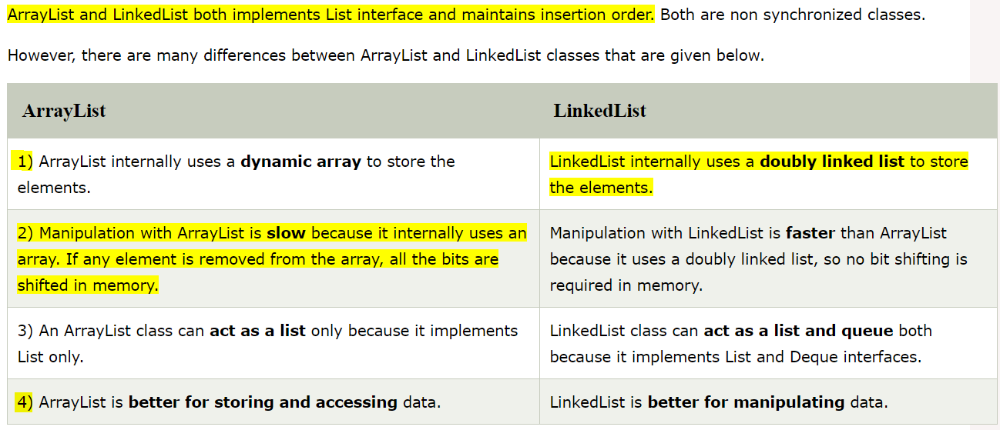 ArrayList and LinkedList both implements List interface and maintains insertion order. Both are non synchronized classes.
However, there are many differences between ArrayList and LinkedList classes that are given below.
ArrayList
LinkedList
1) ArrayList internally uses a dynamic array to store the
elements.
LinkedList internally uses a doubly linked list to store
the elements.
2) Manipulation with ArrayList is slow because it internally uses an
array. If any element is removed from the array, all the bits are
shifted in memory.
Manipulation with LinkedList is faster than ArrayList
because it uses a doubly linked list, so no bit shifting is
required in memory.
3) An ArrayList class can act as a list only because it implements
List only.
LinkedList class can act as a list and queue both
because it implements List and Deque interfaces.
4) ArrayList is better for storing and accessing data.
LinkedList is better for manipulating data.